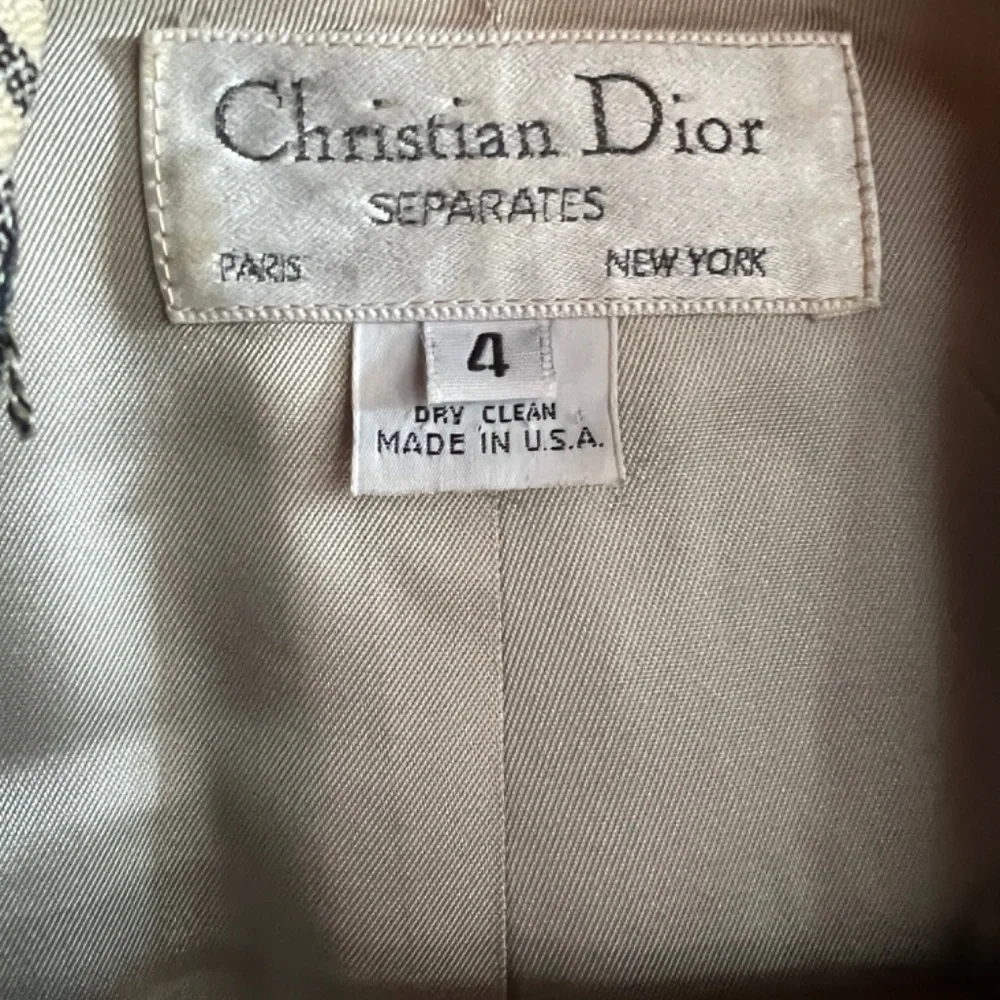 Christian Dior
SEPARATES
PARIS NEW YORK
4
DRY CLEAN
MADE IN U.S.A.